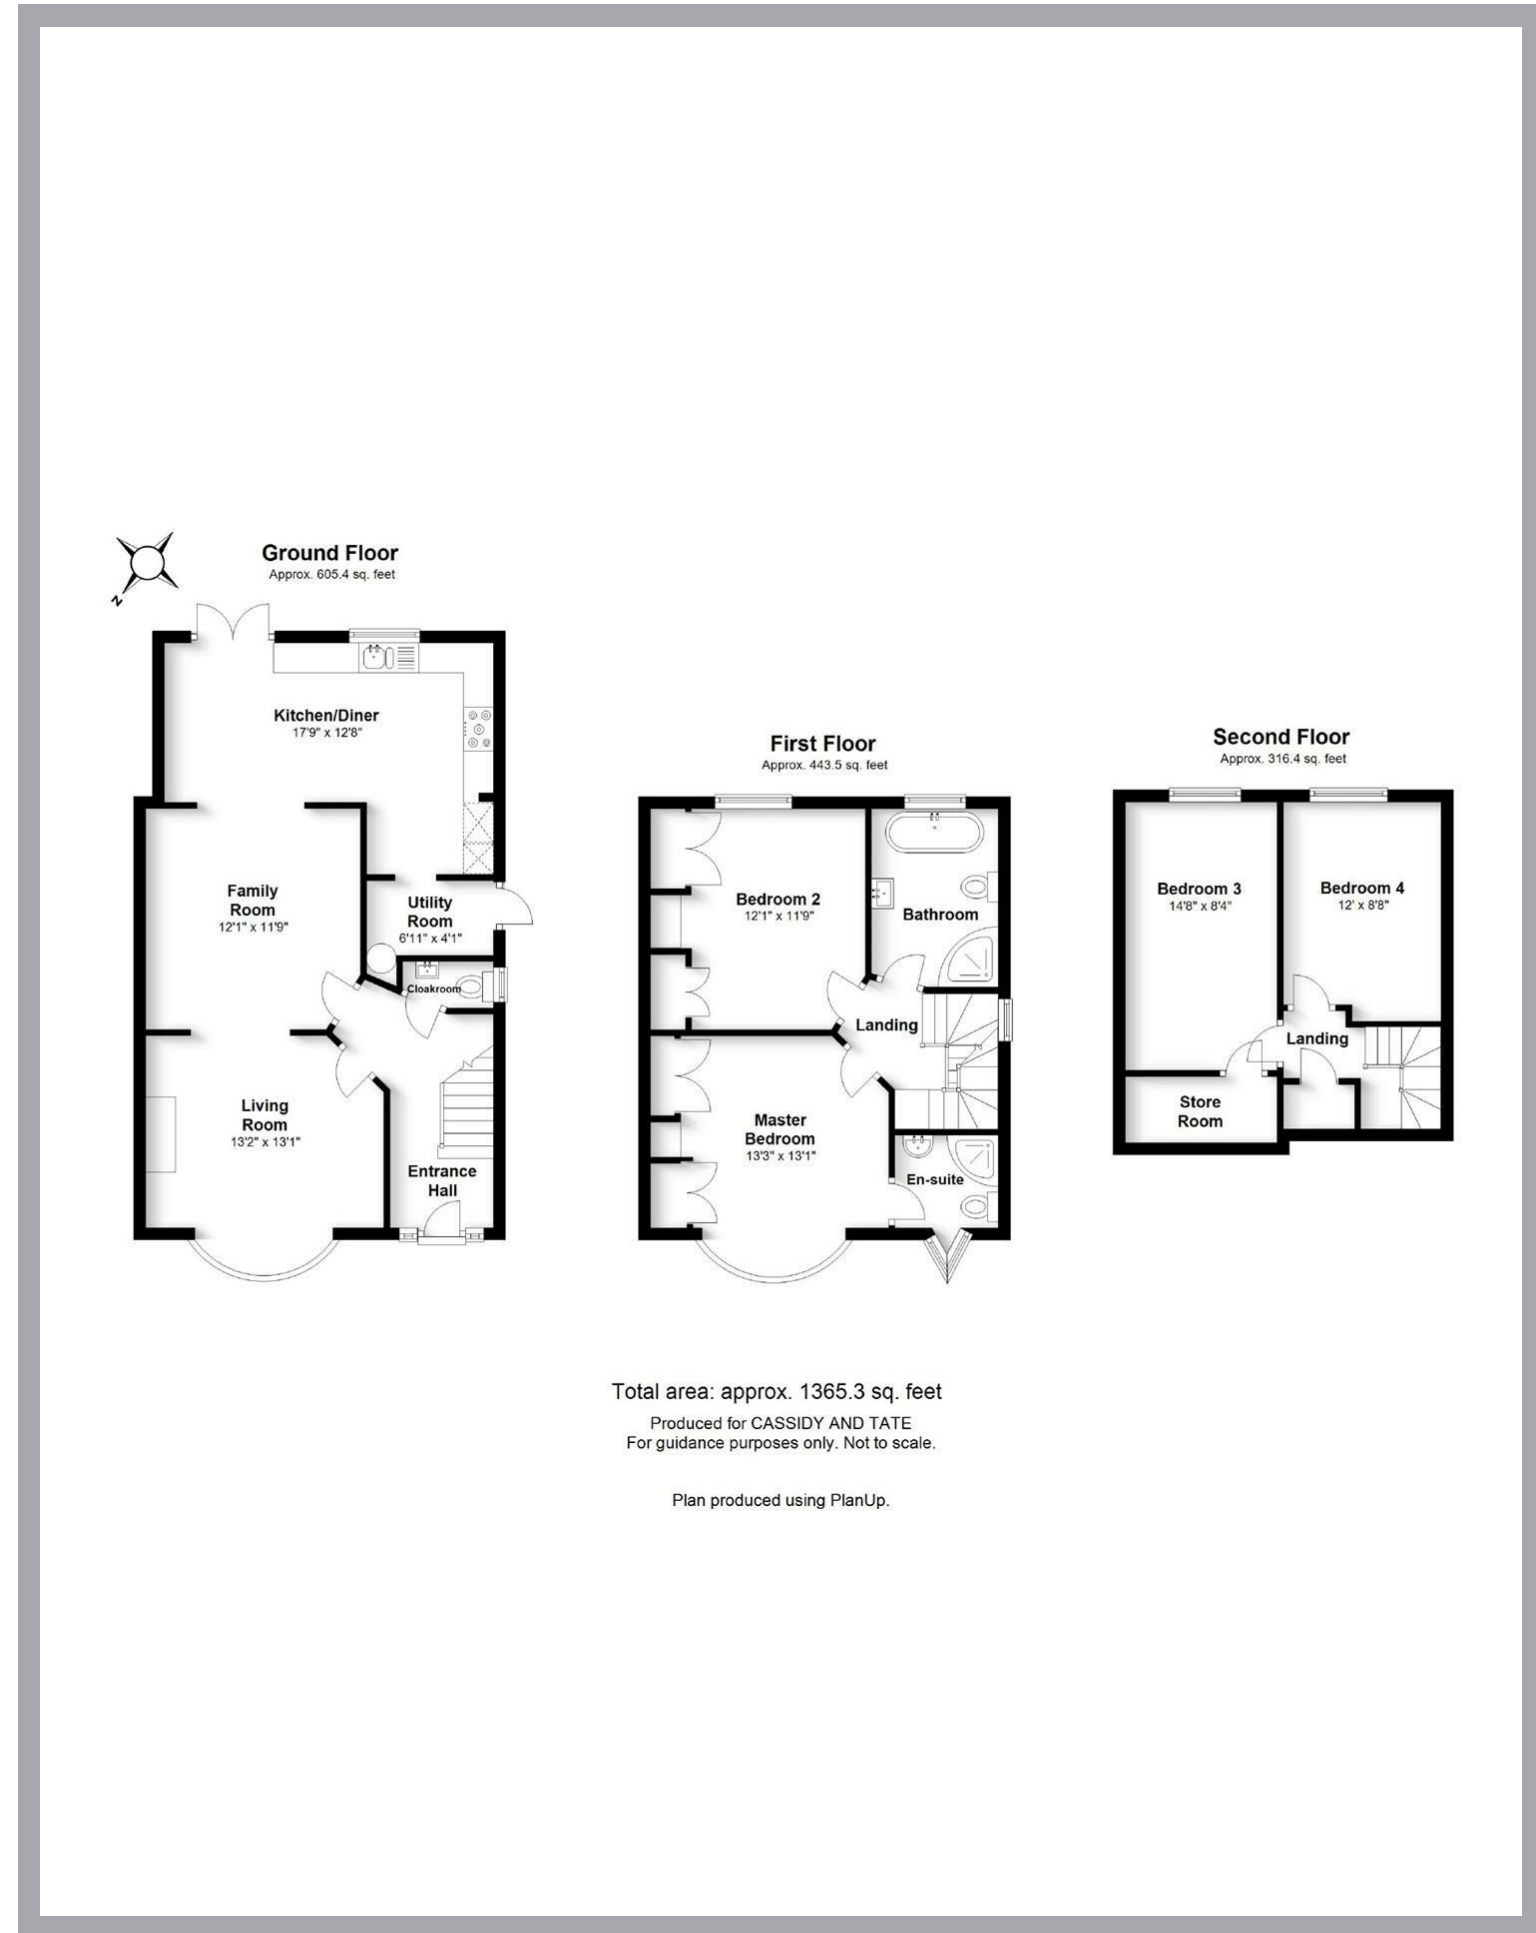 Ground Floor
Approx. 605.4 sq. feet
N
Kitchen/Diner
17'9" x 12'8"
Family
Room
12'1" x 11'9"
Utility
Room
6'11" x 4'1"
Cloakroom
Living
Room
13'2" x 13'1"
Entrance
Hall
First Floor
Approx. 443.5 sq. feet
Bedroom 2
12'1" x 11'9"
Bathroom
Landing
Master
Bedroom
13'3" x 13'1"
En-suite
Second Floor
Approx. 316.4 sq. feet
Bedroom 3
14'8" x 8'4"
Bedroom 4
12' x 8'8"
Landing
Store
Room
Total area: approx. 1365.3 sq. feet
Produced for CASSIDY AND TATE
For guidance purposes only. Not to scale.
Plan produced using PlanUp.